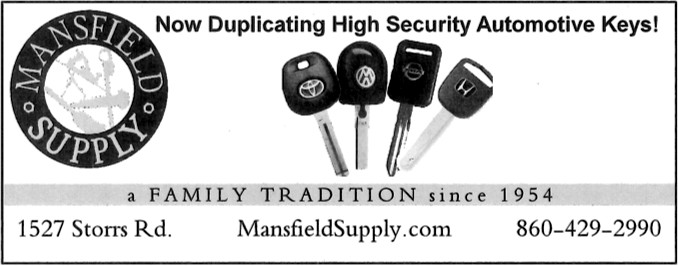 MANSFIELD
SUPPLY
Now Duplicating High Security Automotive Keys!
a FAMILY TRADITION since 1954
1527 Storrs Rd. MansfieldSupply.com 860-429-2990